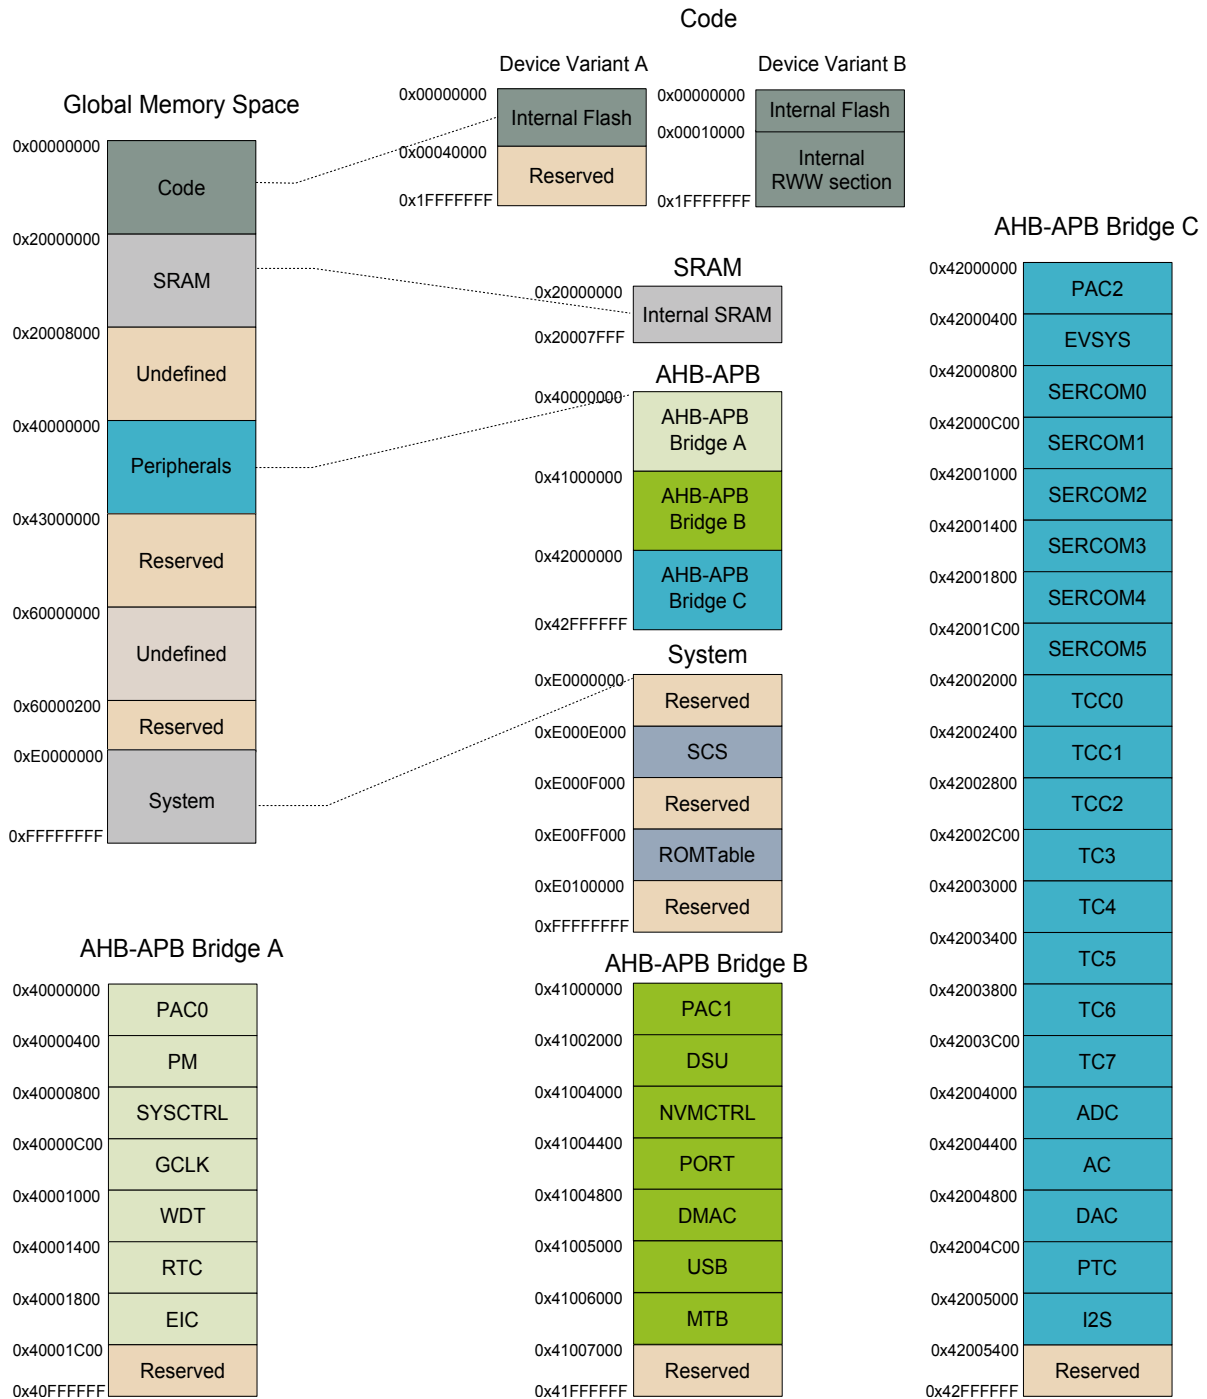 Code
Device Variant A
Device Variant B
0x00000000
Internal Flash
0x00040000
Reserved
0x1FFFFFFF
0x00000000
Internal Flash
0x00010000
Internal
RWW section
0x1FFFFFFF
Global Memory Space
0x00000000
Code
0x20000000
SRAM
0x20008000
Undefined
0x40000000
Peripherals
0x43000000
Reserved
0x60000000
Undefined
0x60000200
Reserved
0xE0000000
System
0xFFFFFFFF
SRAM
0x20000000
Internal SRAM
0x20007FFF
AHB-APB
0x40000000
AHB-APB
Bridge A
0x41000000
AHB-APB
Bridge B
0x42000000
AHB-APB
Bridge C
0x42FFFFFF
System
0xE0000000
Reserved
0xE000E000
SCS
0xE000F000
Reserved
0xE00FF000
ROMTable
0xE0100000
Reserved
0xFFFFFFFF
AHB-APB Bridge A
0x40000000
PAC0
0x40000400
PM
0x40000800
SYSCTRL
0x40000C00
GCLK
0x40001000
WDT
0x40001400
RTC
0x40001800
EIC
0x40001C00
Reserved
0x40FFFFFF
AHB-APB Bridge B
0x41000000
PAC1
0x41002000
DSU
0x41004000
NVMCTRL
0x41004400
PORT
0x41004800
DMAC
0x41005000
USB
0x41006000
MTB
0x41007000
Reserved
0x41FFFFFF
AHB-APB Bridge C
0x42000000
PAC2
0x42000400
EVSYS
0x42000800
SERCOM0
0x42000C00
SERCOM1
0x42001000
SERCOM2
0x42001400
SERCOM3
0x42001800
SERCOM4
0x42001C00
SERCOM5
0x42002000
TCC0
0x42002400
TCC1
0x42002800
TCC2
0x42002C00
TC3
0x42003000
TC4
0x42003400
TC5
0x42003800
TC6
0x42003C00
TC7
0x42004000
ADC
0x42004400
AC
0x42004800
DAC
0x42004C00
PTC
0x42005000
I2S
0x42005400
Reserved
0x42FFFFFF